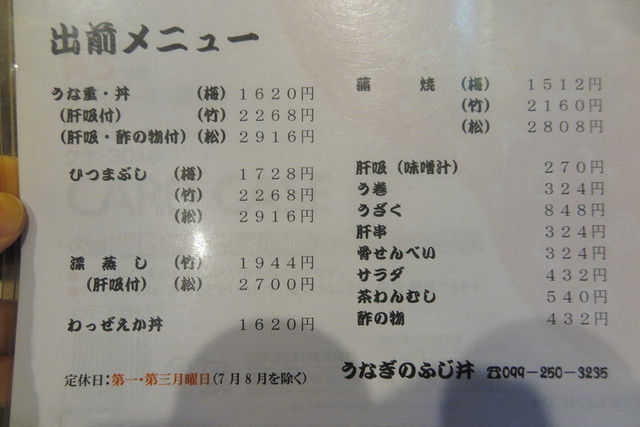 出前メニュー
うな重・丼 (梅) 1620円
(肝吸付) (竹) 2268円
(肝吸・酢の物付) (松) 2916円
ひつまぶし (梅) 1728円
(竹) 2268円
(松) 2916円
深蒸し (竹) 1944円
(肝吸付) (松) 2700円
わっぜえか丼 1620円
定休日:第一・第三月曜日(7月8月を除く)
蒲焼 (梅) 1512円
(竹) 2160円
(松) 2808円
肝吸(味噌汁) 270円
う巻 324円
うざく 848円
肝串 324円
骨せんべい 324円
サラダ 432円
茶わんむし 540円
酢の物 432円
うなぎのふじ井 ☎099-250-3235